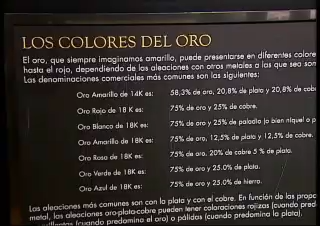 LOS COLORES DEL ORO
El oro, que siempre imaginamos amarillo, puede presentarse en diferentes colore
hasta el rojo, dependiendo de las aleaciones con otros metales a las que sea som
Las denominaciones comerciales más comunes son las siguientes:
Oro Amarillo de 14K es: 58,3% de oro, 20,8% de plata y 20,8% de cob
Oro Rojo de 18 K es: 75% de oro y 25% de cobre.
Oro Blanco de 18K es: 75% de oro y 25% de paladio (o bien níquel o p
Oro Amarillo de 18K es: 75% de oro, 12,5% de plata y 12,5% de cobre.
Oro Rosa de 18K es: 75% de oro. 20% de cobre 5 % de plata.
Oro Verde de 18K es: 75% de oro y 25.0% de plata.
Oro Azul de 18K es: 75% de oro y 25.0% de hierro.
Las aleaciones más comunes son con la plata y con el cobre. En función de las propo
metal, las aleaciones oro-plata-cobre pueden tener coloraciones rojizas (cuando pred
(cuando predomina el oro) o pálidas (cuando predomina la plata).